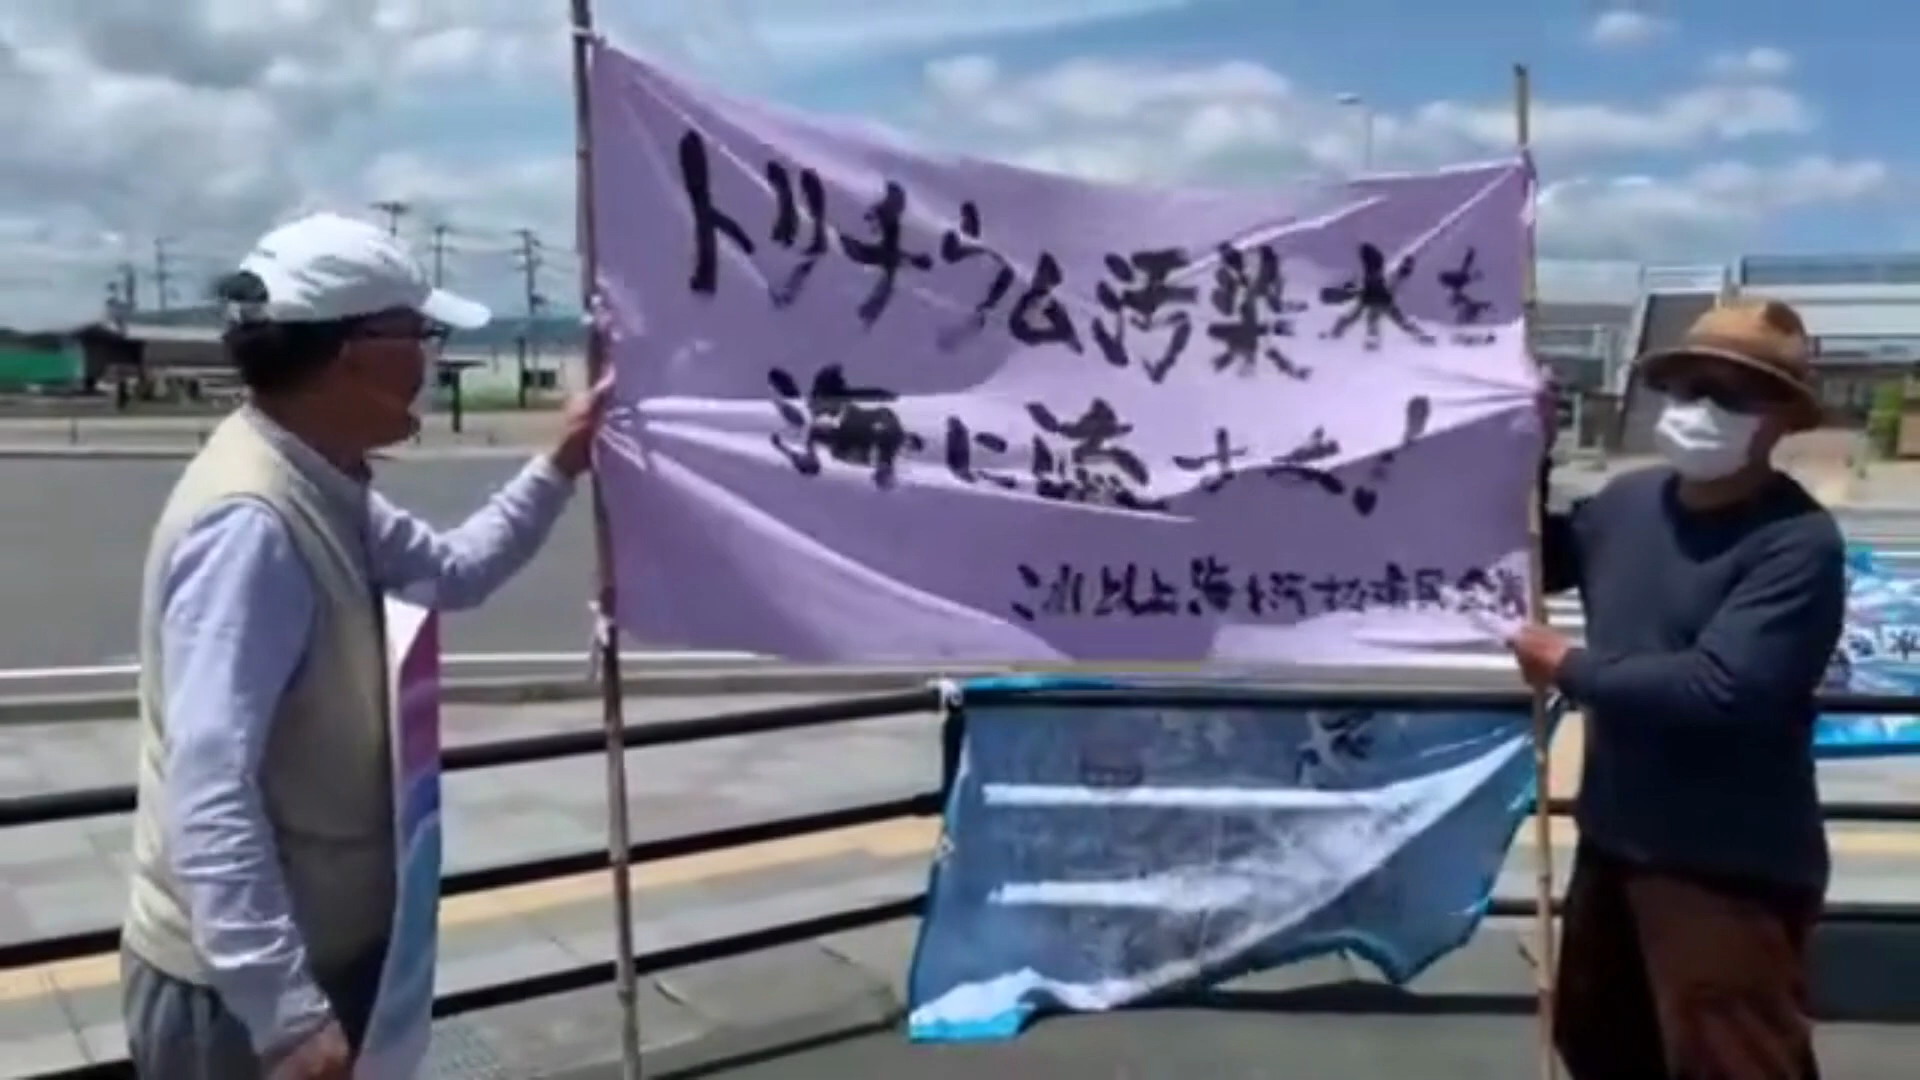 トリチウム汚染水を
海に流すな!
これ以上海を汚すな市民会議